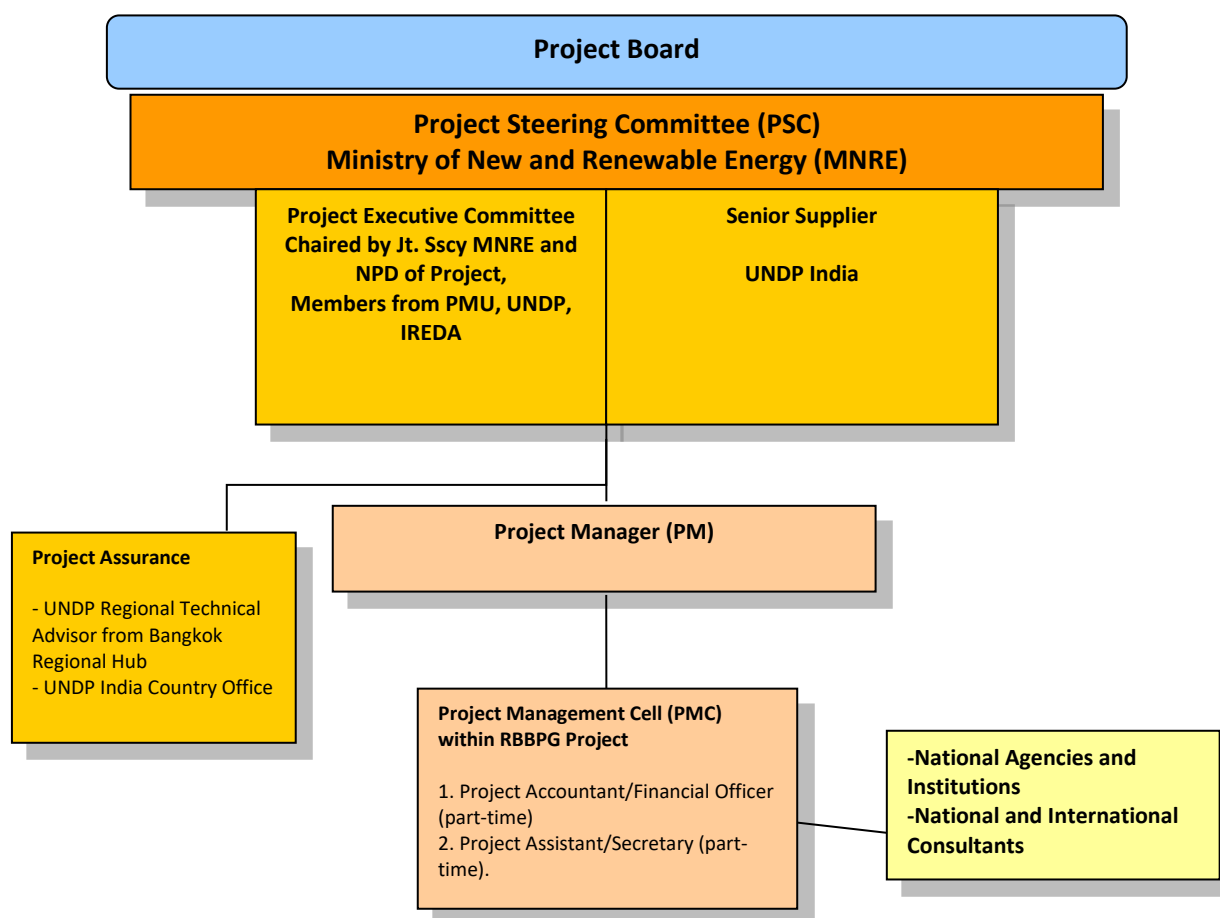 Project Board
Project Steering Committee (PSC)
Ministry of New and Renewable Energy (MNRE)
Project Executive Committee
Chaired by Jt. Sscy MNRE and
NPD of Project,
Members from PMU, UNDP,
IREDA
Senior Supplier
UNDP India
Project Manager (PM)
Project Assurance
- UNDP Regional Technical
Advisor from Bangkok
Regional Hub
- UNDP India Country Office
Project Management Cell (PMC)
within RBBPG Project
1. Project Accountant/Financial Officer
(part-time)
2. Project Assistant/Secretary (part-
time).
-National Agencies and
Institutions
-National and International
Consultants